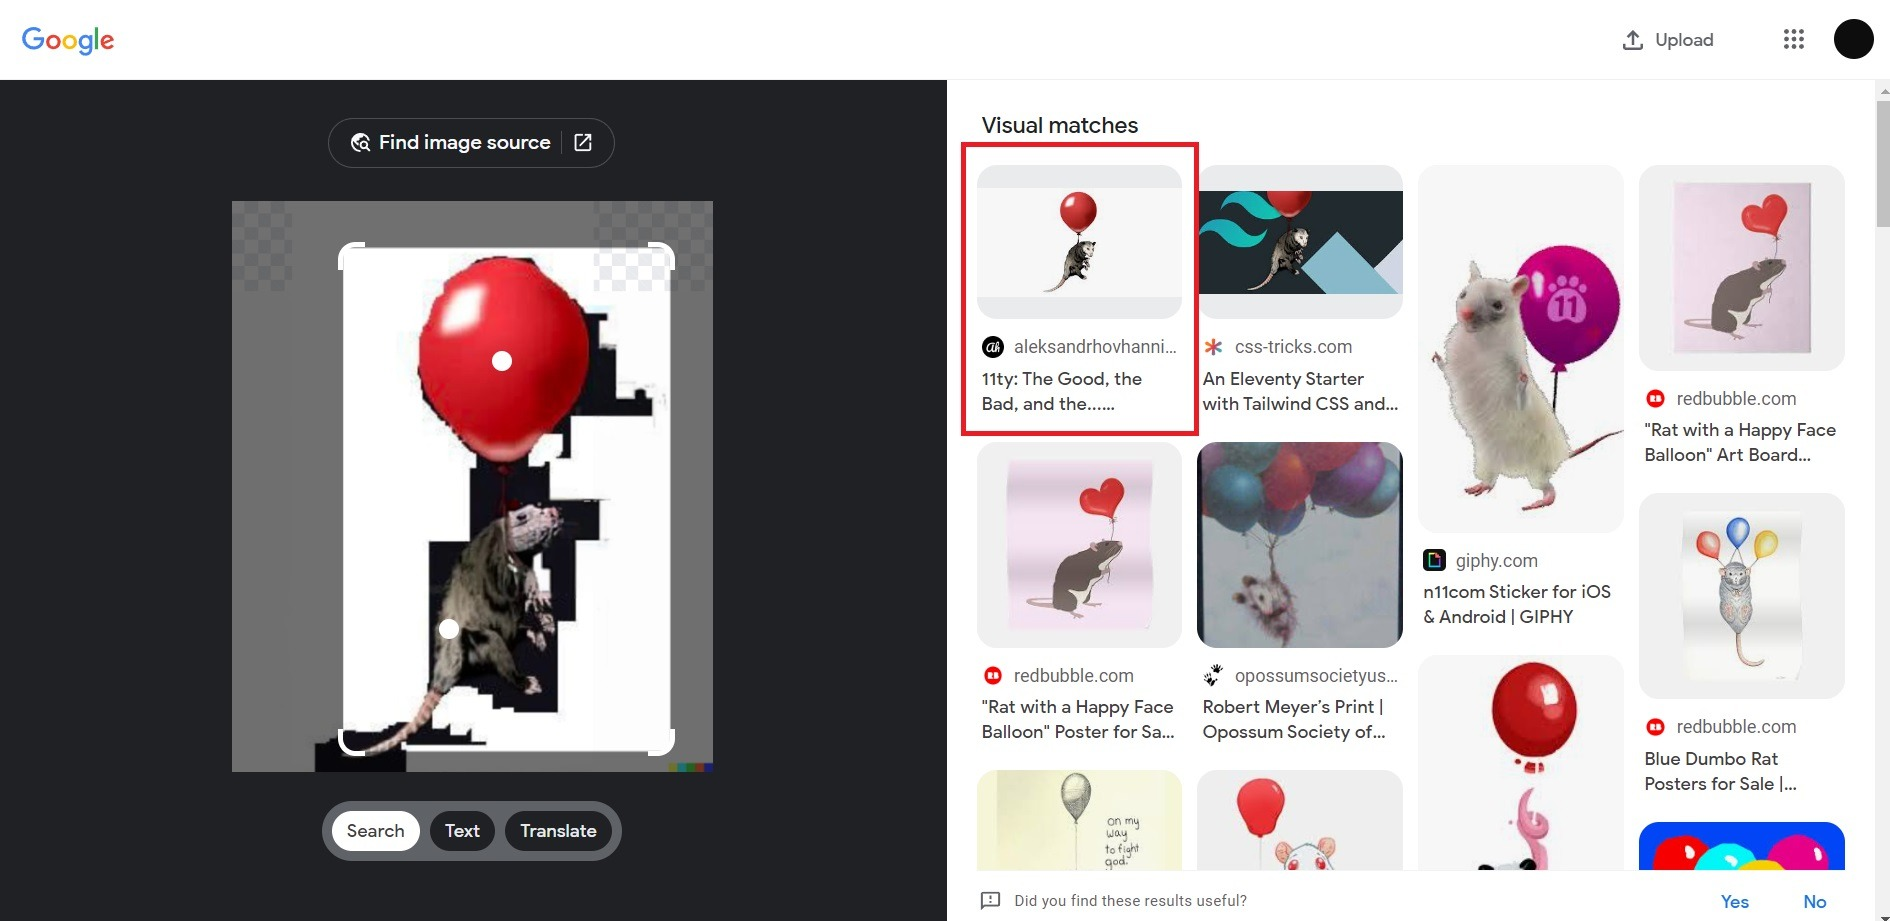 Google
Upload
Find image source
Search
Text
Translate
Visual matches
aleksandrhovhanni...
11ty: The Good, the
Bad, and the......
css-tricks.com
An Eleventy Starter
with Tailwind CSS and...
11
giphy.com
n11com Sticker for iOS
& Android | GIPHY
redbubble.com
"Rat with a Happy Face
Balloon" Art Board...
redbubble.com
"Rat with a Happy Face
Balloon" Poster for Sa...
opossumsocietyus...
Robert Meyer's Print |
Opossum Society of...
redbubble.com
Blue Dumbo Rat
Posters for Sale |...
on my
way
to fight
god.
Did you find these results useful?
Yes
No